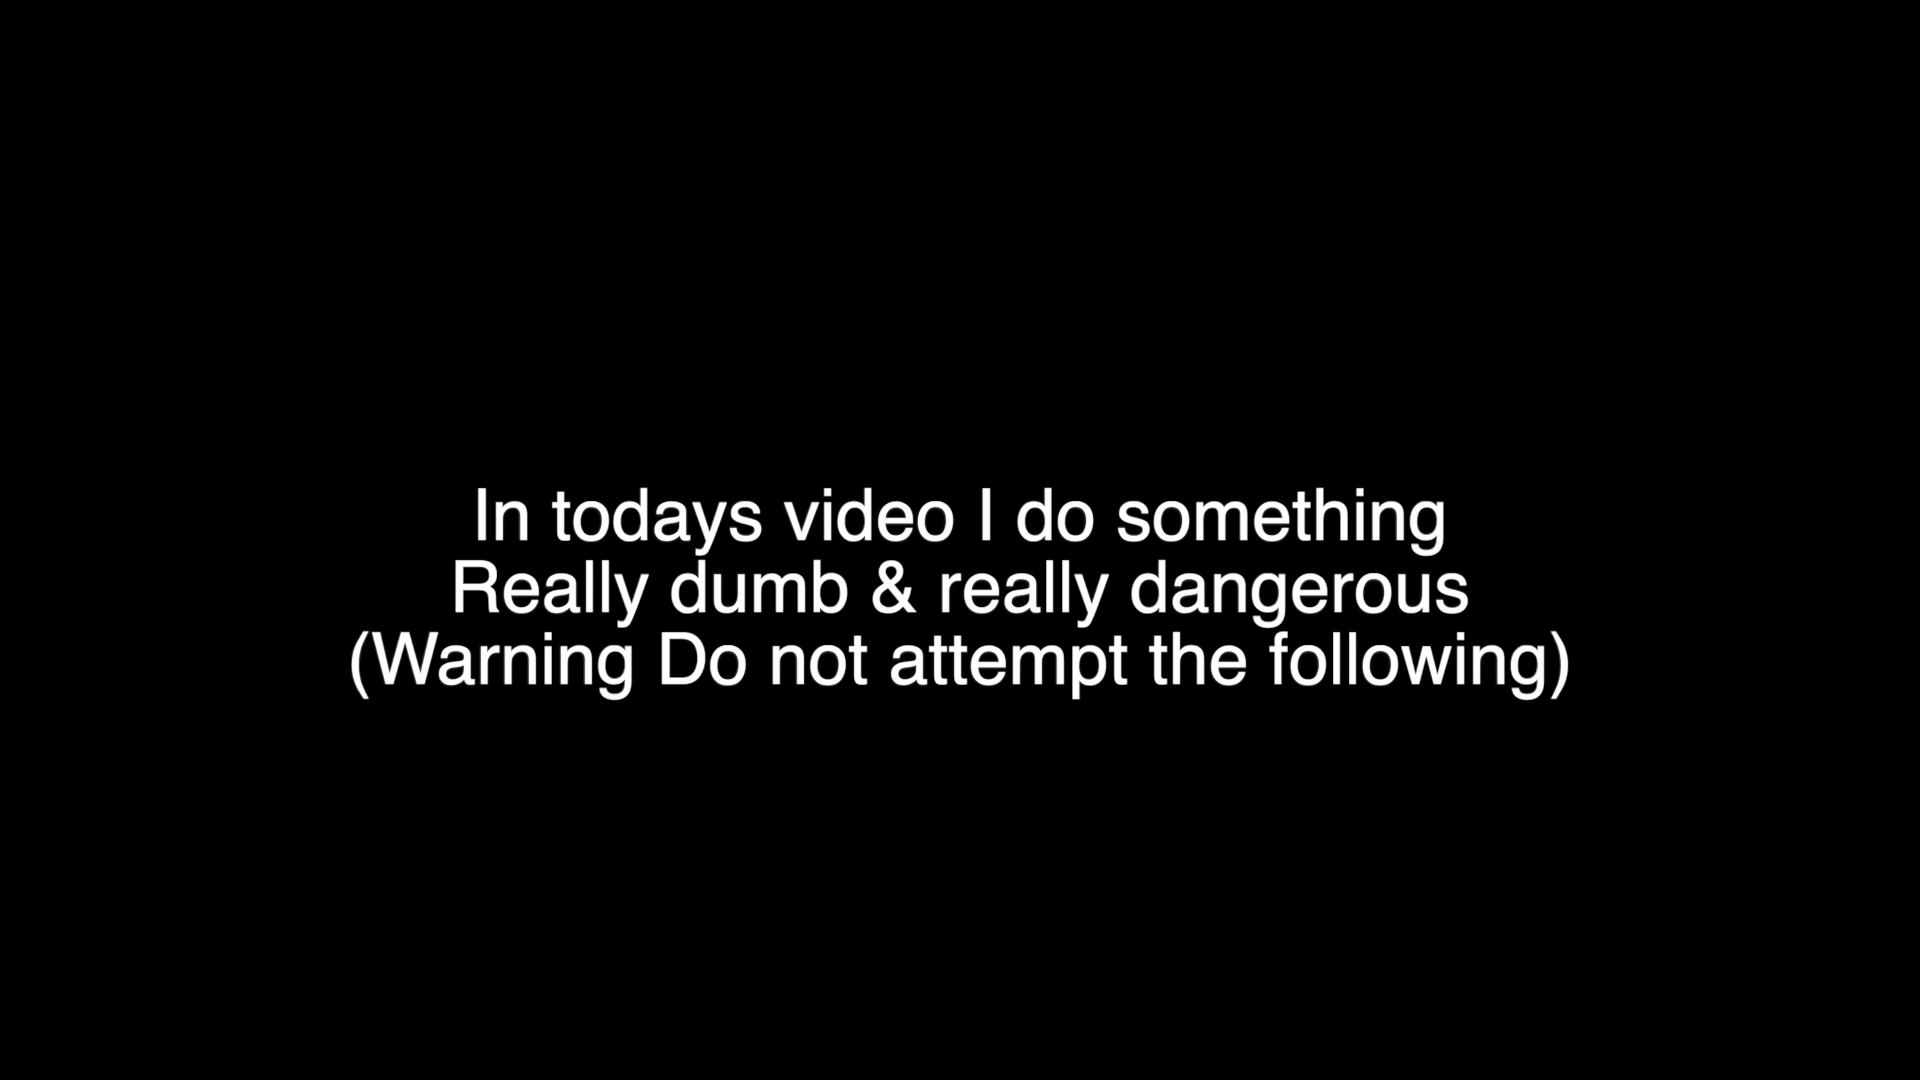 In todays video I do something
Really dumb & really dangerous
(Warning Do not attempt the following)